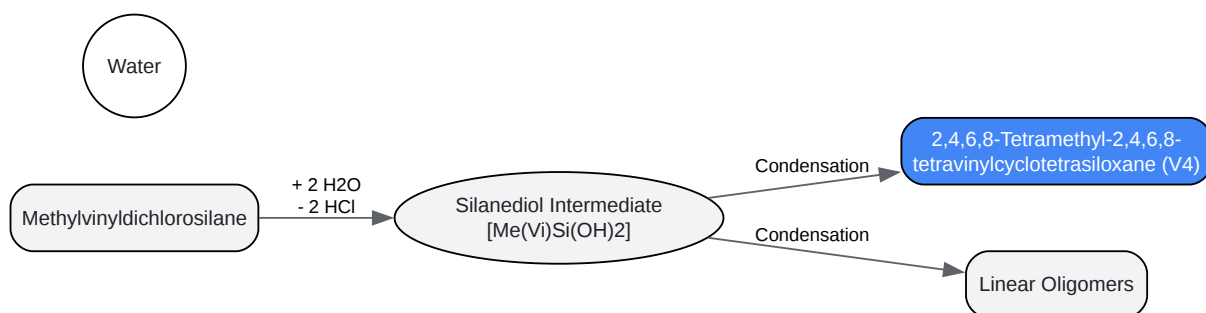 Water
Methylvinyldichlorosilane
+ 2 H2O
- 2 HCl
Silanediol Intermediate
[Me(Vi)Si(OH)2]
Condensation
2,4,6,8-Tetramethyl-2,4,6,8-
tetravinylcyclotetrasiloxane (V4)
Condensation
Linear Oligomers